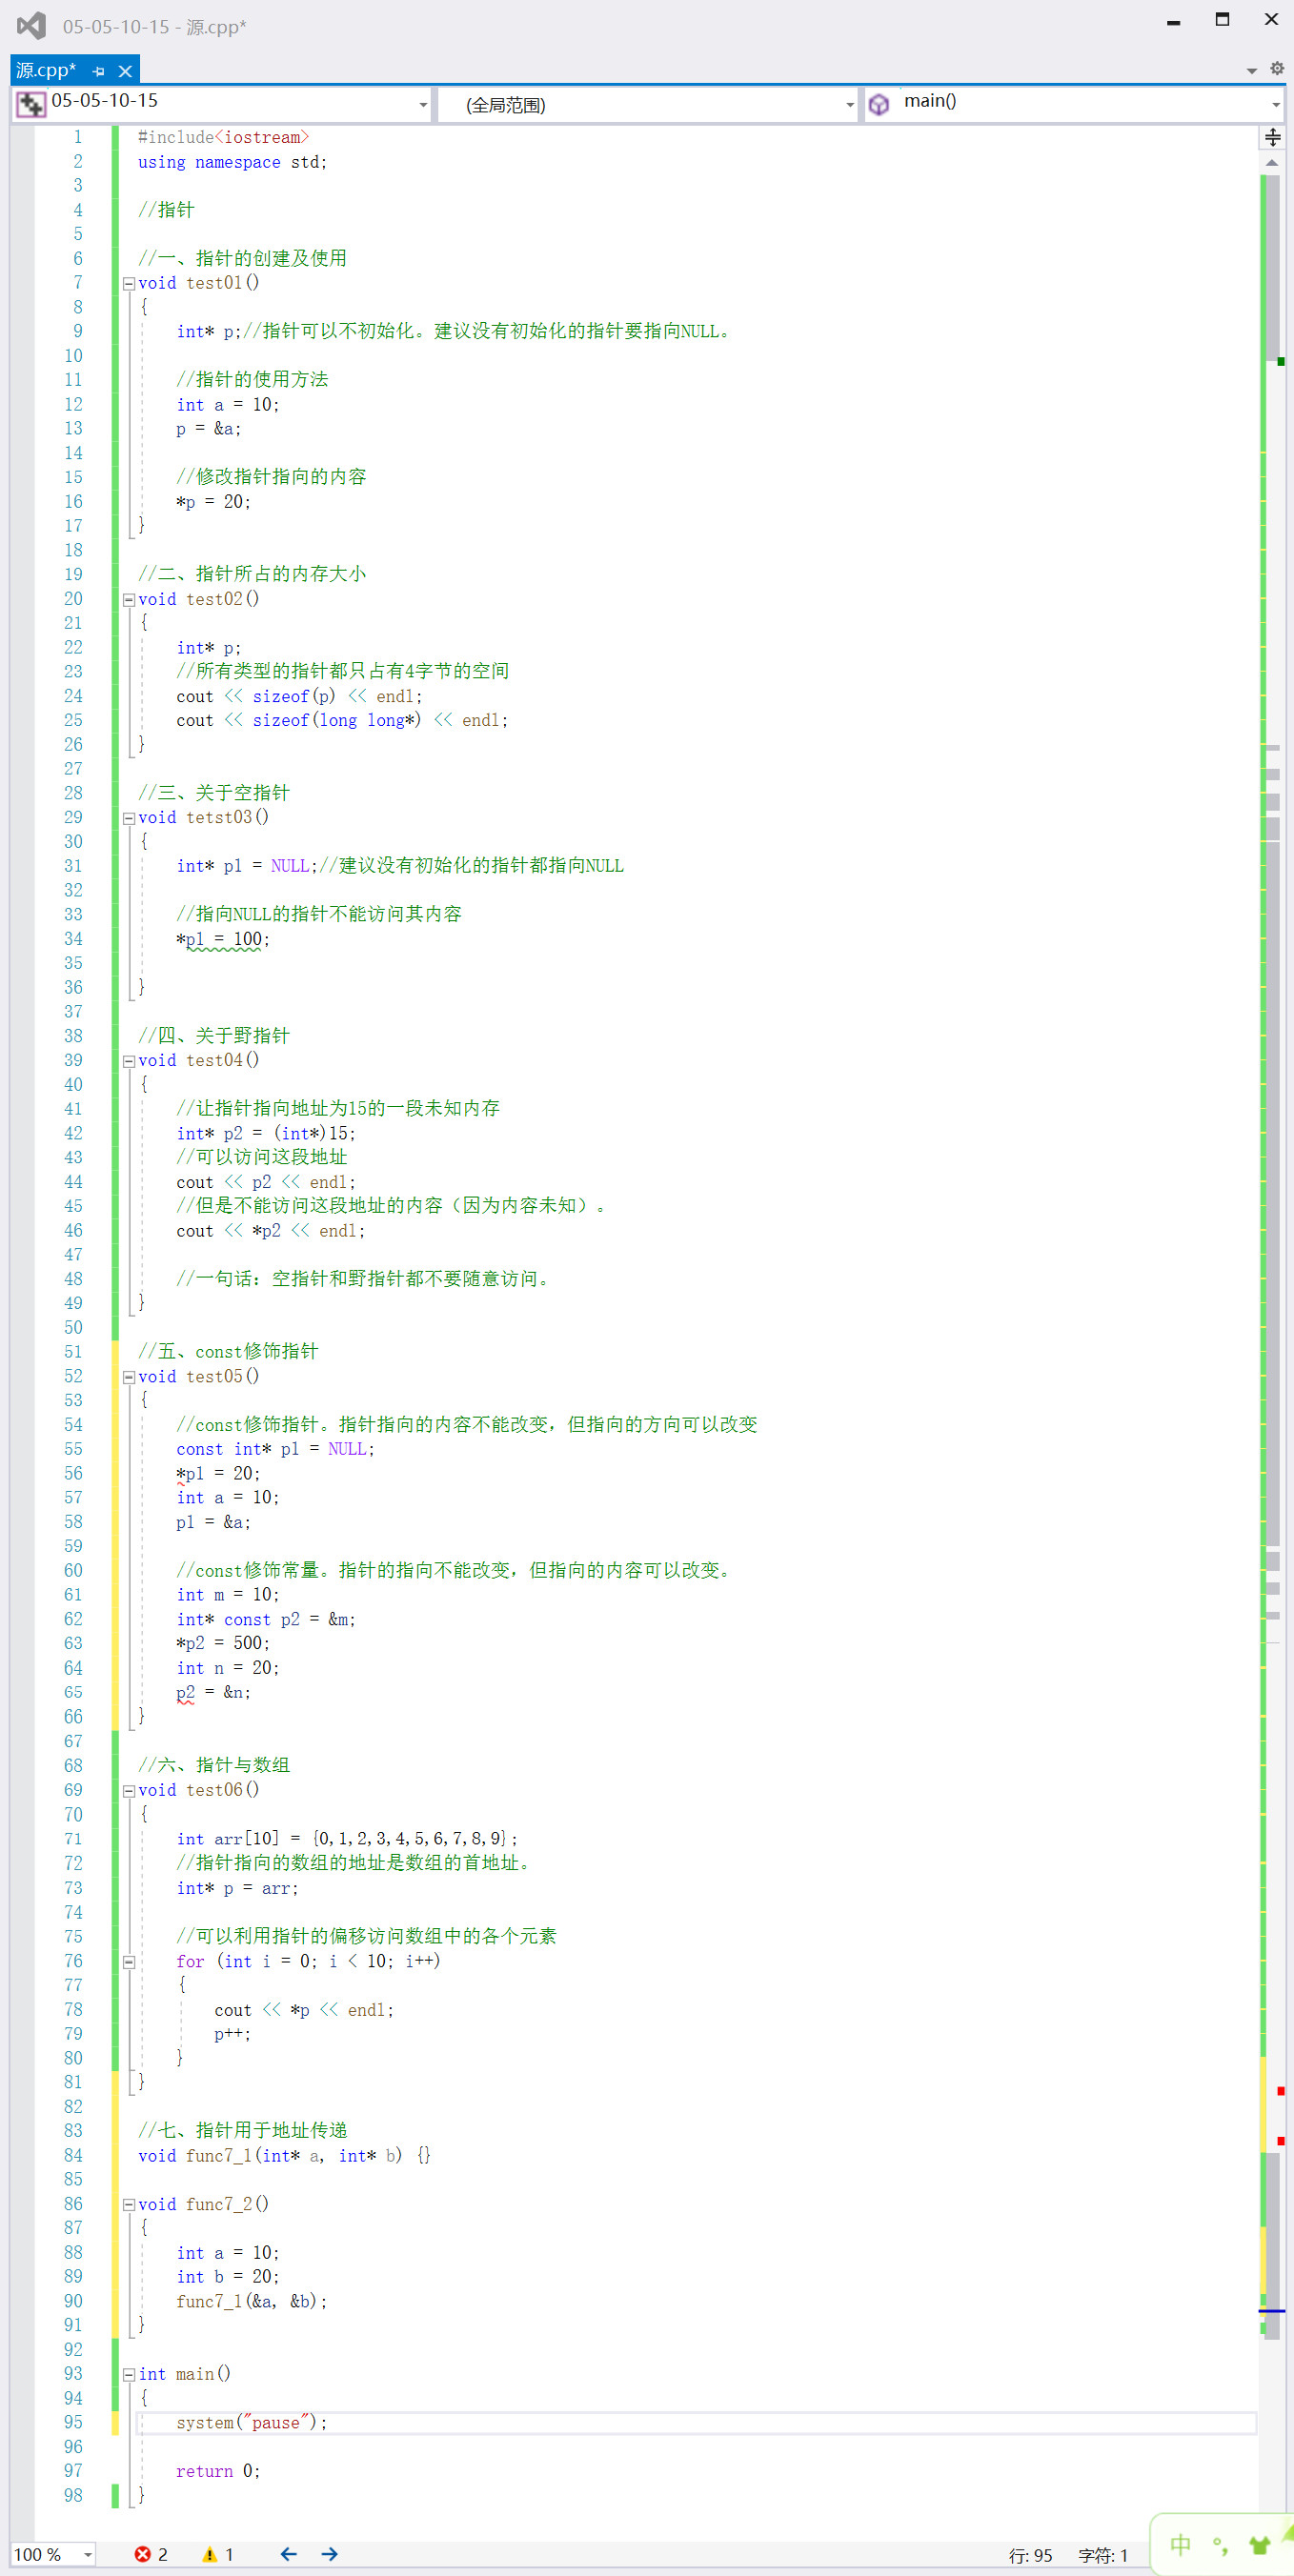 05-05-10-15 - 源.cpp*
源.cpp*
05-05-10-15 (全局范围) main()
1 #include<iostream>
2 using namespace std;
3
4 //指针
5
6 //一、指针的创建及使用
7 void test01()
8 {
9 int* p;//指针可以不初始化。建议没有初始化的指针要指向NULL。
10
11 //指针的使用方法
12 int a = 10;
13 p = &a;
14
15 //修改指针指向的内容
16 *p = 20;
17 }
18
19 //二、指针所占的内存大小
20 void test02()
21 {
22 int* p;
23 //所有类型的指针都只占有4字节的空间
24 cout << sizeof(p) << endl;
25 cout << sizeof(long long*) << endl;
26 }
27
28 //三、关于空指针
29 void tetst03()
30 {
31 int* p1 = NULL;//建议没有初始化的指针都指向NULL
32
33 //指向NULL的指针不能访问其内容
34 *p1 = 100;
35
36 }
37
38 //四、关于野指针
39 void test04()
40 {
41 //让指针指向地址为15的一段未知内存
42 int* p2 = (int*)15;
43 //可以访问这段地址
44 cout << p2 << endl;
45 //但是不能访问这段地址的内容（因为内容未知）。
46 cout << *p2 << endl;
47
48 //一句话：空指针和野指针都不要随意访问。
49 }
50
51 //五、const修饰指针
52 void test05()
53 {
54 //const修饰指针。指针指向的内容不能改变，但指向的方向可以改变
55 const int* p1 = NULL;
56 *p1 = 20;
57 int a = 10;
58 p1 = &a;
59
60 //const修饰常量。指针的指向不能改变，但指向的内容可以改变。
61 int m = 10;
62 int* const p2 = &m;
63 *p2 = 500;
64 int n = 20;
65 p2 = &n;
66 }
67
68 //六、指针与数组
69 void test06()
70 {
71 int arr[10] = {0,1,2,3,4,5,6,7,8,9};
72 //指针指向的数组的地址是数组的首地址。
73 int* p = arr;
74
75 //可以利用指针的偏移访问数组中的各个元素
76 for (int i = 0; i < 10; i++)
77 {
78 cout << *p << endl;
79 p++;
80 }
81 }
82
83 //七、指针用于地址传递
84 void func7_1(int* a, int* b) {}
85
86 void func7_2()
87 {
88 int a = 10;
89 int b = 20;
90 func7_1(&a, &b);
91 }
92
93 int main()
94 {
95 system("pause");
96
97 return 0;
98 }
100 % 2 1 行: 95 字符: 1 中